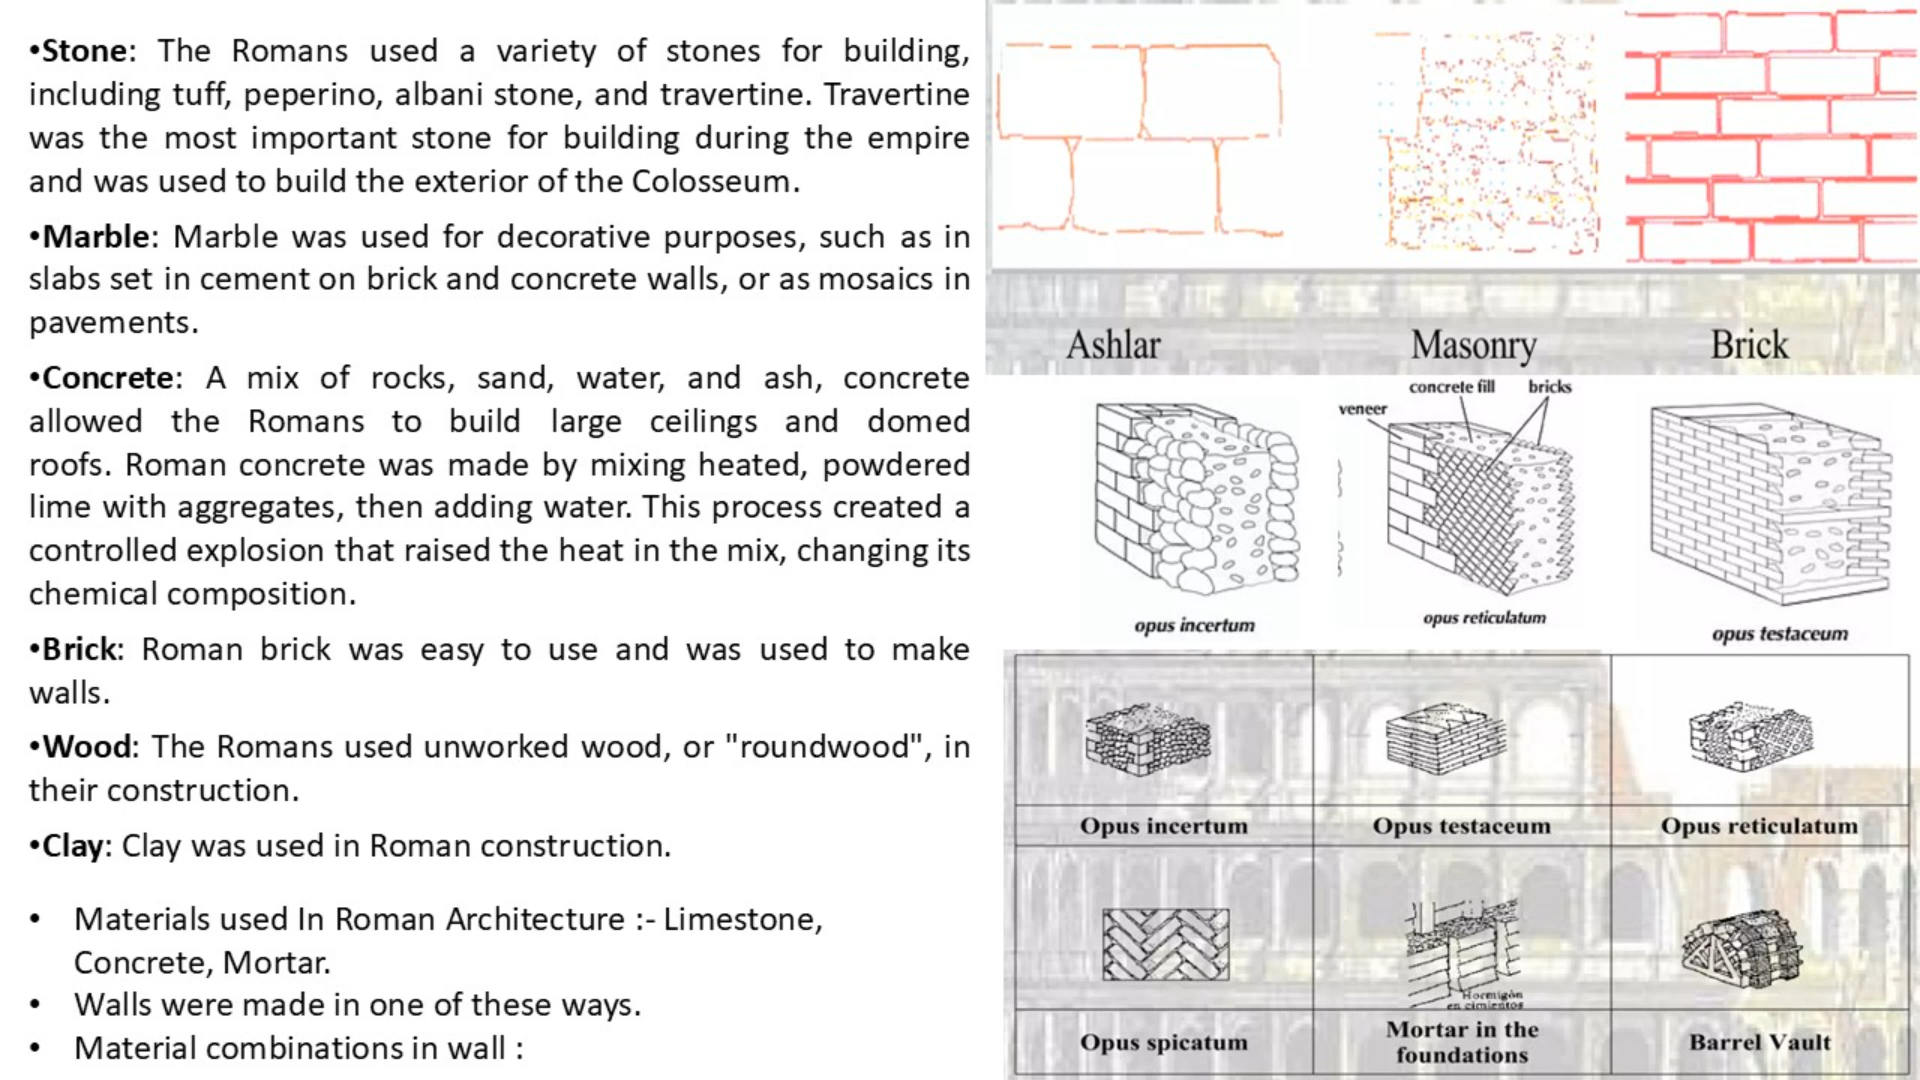 •Stone: The Romans used a variety of stones for building,
including tuff, peperino, albani stone, and travertine. Travertine
was the most important stone for building during the empire
and was used to build the exterior of the Colosseum.
•Marble: Marble was used for decorative purposes, such as in
slabs set in cement on brick and concrete walls, or as mosaics in
pavements.
•Concrete: A mix of rocks, sand, water, and ash, concrete
allowed the Romans to build large ceilings and domed
roofs. Roman concrete was made by mixing heated, powdered
lime with aggregates, then adding water. This process created a
controlled explosion that raised the heat in the mix, changing its
chemical composition.
•Brick: Roman brick was easy to use and was used to make
walls.
•Wood: The Romans used unworked wood, or "roundwood", in
their construction.
•Clay: Clay was used in Roman construction.
• Materials used In Roman Architecture :- Limestone,
Concrete, Mortar.
• Walls were made in one of these ways.
• Material combinations in wall :
Ashlar Masonry Brick
concrete fill bricks
veneer
opus incertum opus reticulatum opus testaceum
Opus incertum Opus testaceum Opus reticulatum
Hormigòn
en cimientos
Opus spicatum Mortar in the Barrel Vault
foundations